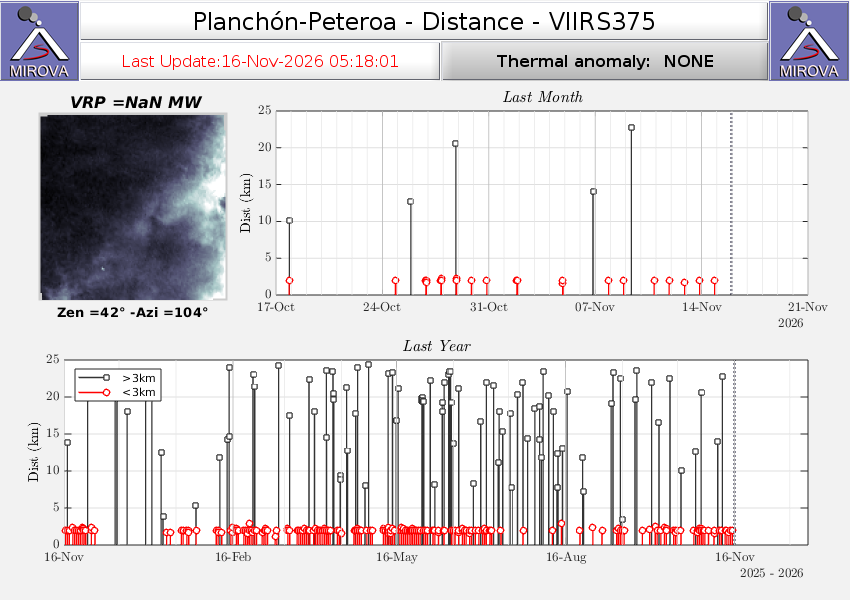 MIROVA
Planchón-Peteroa - Distance - VIIRS375
MIROVA
Last Update:16-Nov-2026 05:18:01
Thermal anomaly: NONE
VRP =NaN MW
Zen =42° -Azi =104°
Last Month
Dist (km)
25
20
15
10
5
0
17-Oct
24-Oct
31-Oct
07-Nov
14-Nov
21-Nov
2026
Last Year
Dist (km)
25
20
15
10
5
0
>3km
<3km
16-Nov
16-Feb
16-May
16-Aug
16-Nov
2025 - 2026